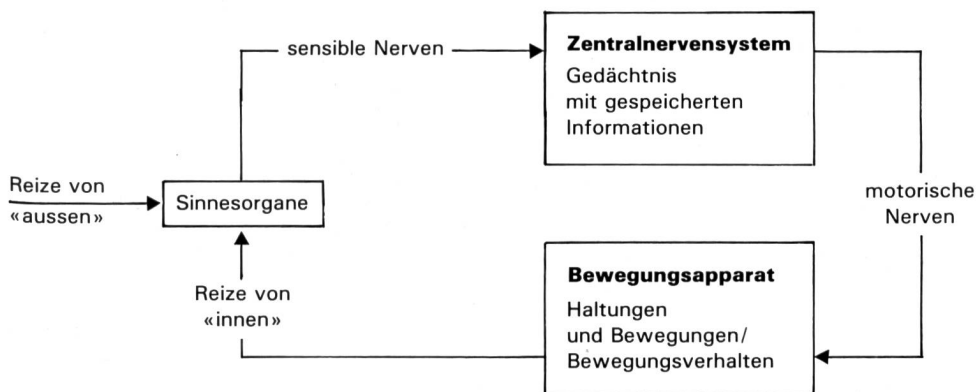 sensible Nerven
Zentralnervensystem
Gedächtnis
mit gespeicherten
Informationen
Reize von
«aussen»
Sinnesorgane
motorische
Nerven
Reize von
«innen»
Bewegungsapparat
Haltungen
und Bewegungen/
Bewegungsverhalten